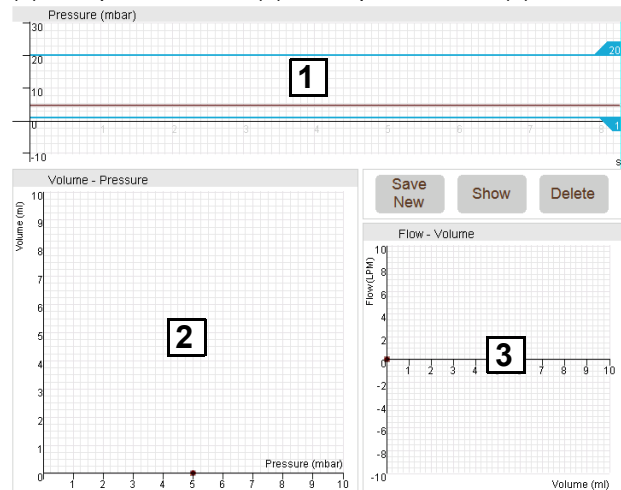 Pressure (mbar)
30
20
20
1
10
0
1 2 3 4 5 6 7 8 9
1
-10
s
Volume - Pressure
Save
New
Show
Delete
10
Volume (ml)
9
8
7
6
5
4
3
2
1
0
2
Pressure (mbar)
1 2 3 4 5 6 7 8 9 10
Flow - Volume
10
Flow (LPM)
8
6
4
2
0
3
1 2 3 4 7 8 9 10
-2
-4
-6
-8
-10
Volume (ml)